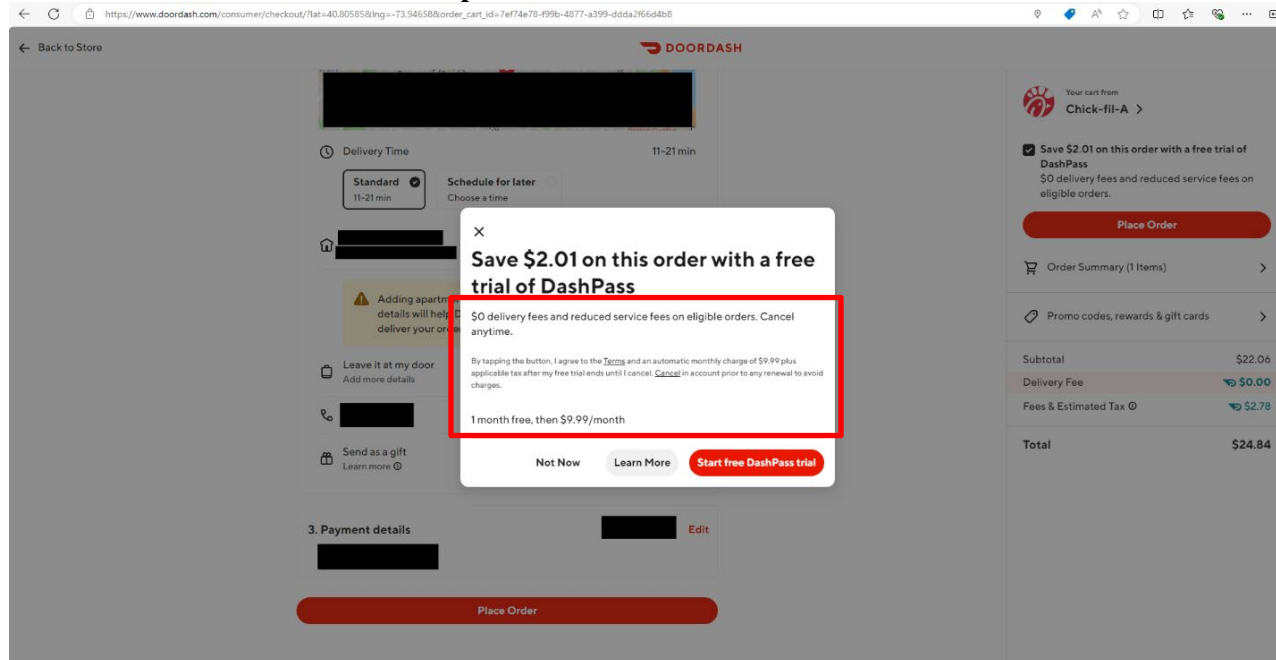 https://www.doordash.com/consumer/checkout/?lat=40.80585&lng=-73.94658&order_cart_id=7ef74e78-f99b-4877-a399-ddda2f66d4b8
Back to Store
DOORDASH
Delivery Time 11–21 min
Standard
11–21 min
Schedule for later
Choose a time
Adding apartm
details will help D
deliver your orde
Leave it at my door
Add more details
Send as a gift
Learn more
3. Payment details Edit
Place Order
Save $2.01 on this order with a free
trial of DashPass
$0 delivery fees and reduced service fees on eligible orders. Cancel
anytime.
By tapping the button, I agree to the Terms and an automatic monthly charge of $9.99 plus
applicable tax after my free trial ends until I cancel. Cancel in account prior to any renewal to avoid
charges.
1 month free, then $9.99/month
Not Now Learn More Start free DashPass trial
Your cart from
Chick-fil-A
Save $2.01 on this order with a free trial of
DashPass
$0 delivery fees and reduced service fees on
eligible orders.
Place Order
Order Summary (1 Items)
Promo codes, rewards & gift cards
Subtotal $22.06
Delivery Fee $0.00
Fees & Estimated Tax $2.78
Total $24.84